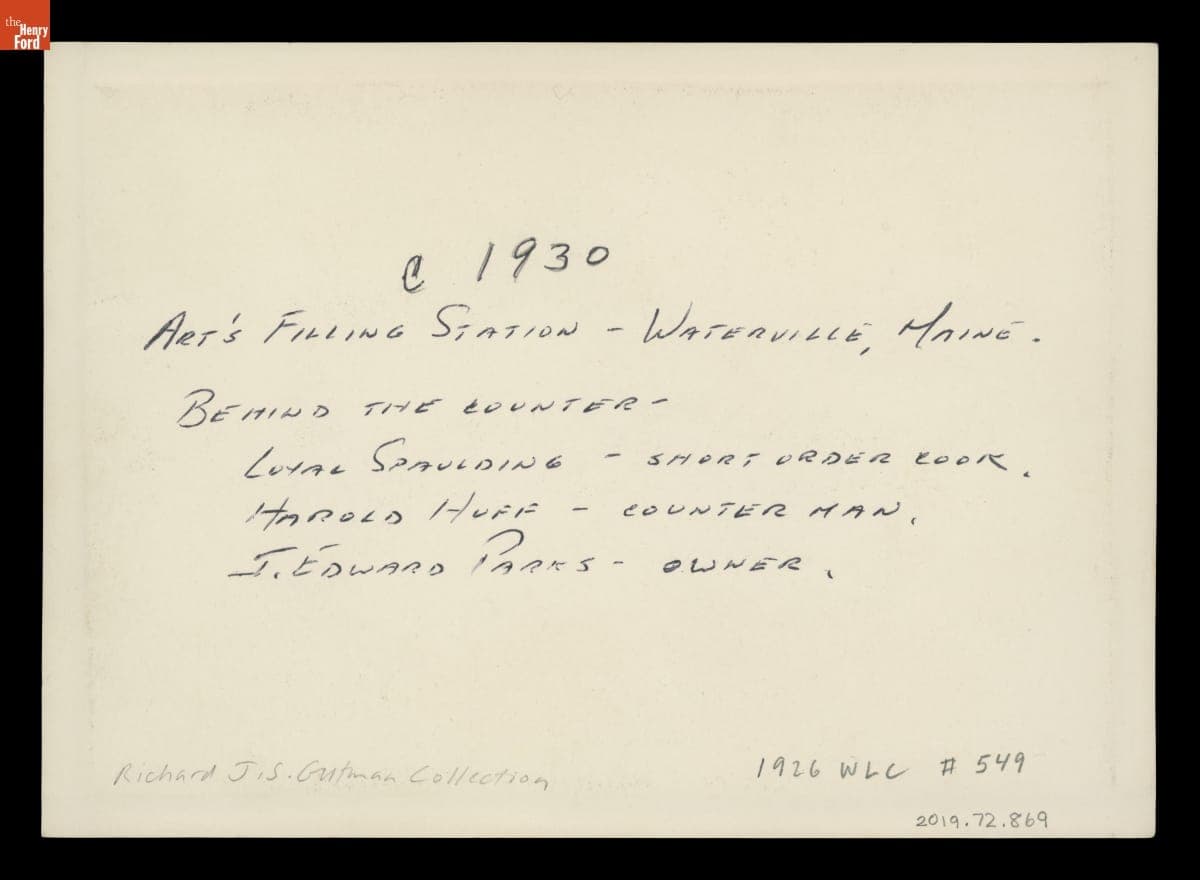 the
Henry
Ford
C 1930
ART'S FILLING STATION - WATERVILLE, MAINE.
BEHIND THE COUNTER -
LOYAL SPAULDING - SHORT ORDER COOK.
HAROLD HUFF - COUNTER MAN.
J. EDWARD PARKS - OWNER.
Richard J.S. Gutman Collection
1926 WLC # 549
2019.72.869